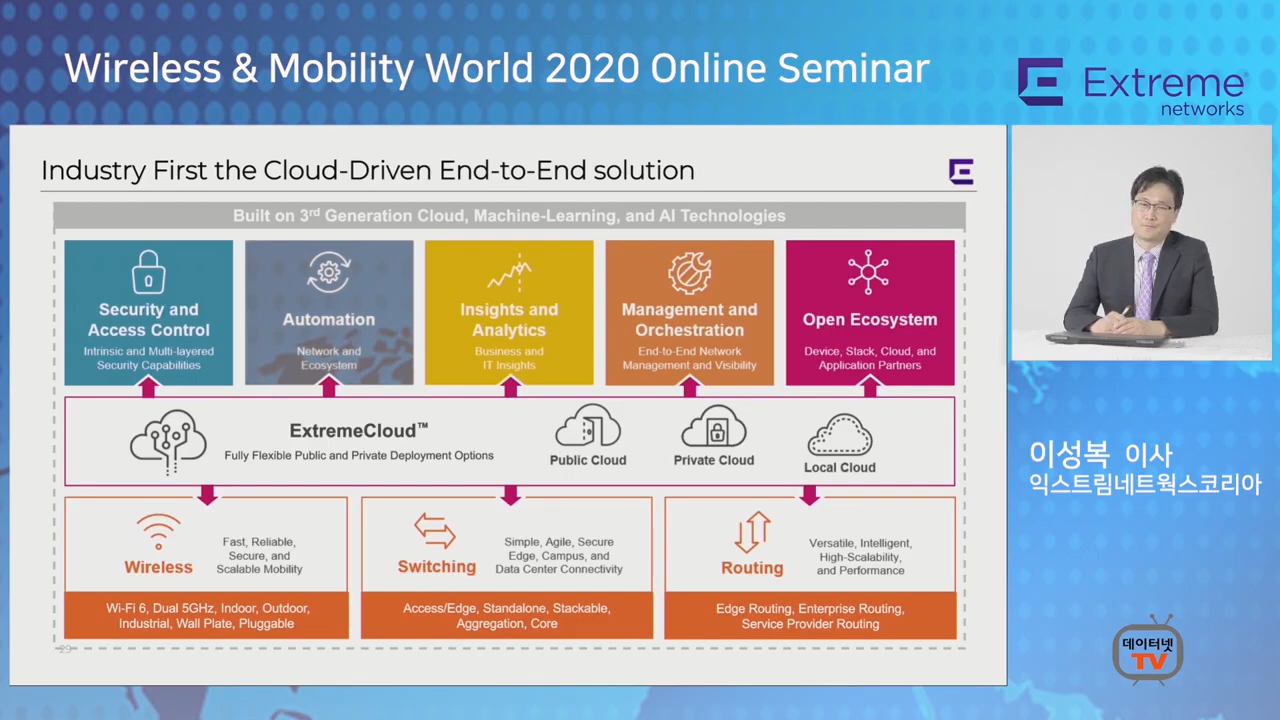 Wireless & Mobility World 2020 Online Seminar
Extreme
networks
Industry First the Cloud-Driven End-to-End solution
Built on 3rd Generation Cloud, Machine-Learning, and AI Technologies
Security and
Access Control
Intrinsic and Multi-layered
Security Capabilities
Automation
Network and
Ecosystem
Insights and
Analytics
Business and
IT Insights
Management and
Orchestration
End-to-End Network
Management and Visibility
Open Ecosystem
Device, Stack, Cloud, and
Application Partners
ExtremeCloud™
Fully Flexible Public and Private Deployment Options
Public Cloud
Private Cloud
Local Cloud
Wireless
Fast, Reliable,
Secure, and
Scalable Mobility
Wi-Fi 6, Dual 5GHz, Indoor, Outdoor,
Industrial, Wall Plate, Pluggable
Switching
Simple, Agile, Secure
Edge, Campus, and
Data Center Connectivity
Access/Edge, Standalone, Stackable,
Aggregation, Core
Routing
Versatile, Intelligent,
High-Scalability,
and Performance
Edge Routing, Enterprise Routing,
Service Provider Routing
29
이성복 이사
익스트림네트웍스코리아
데이터넷
TV